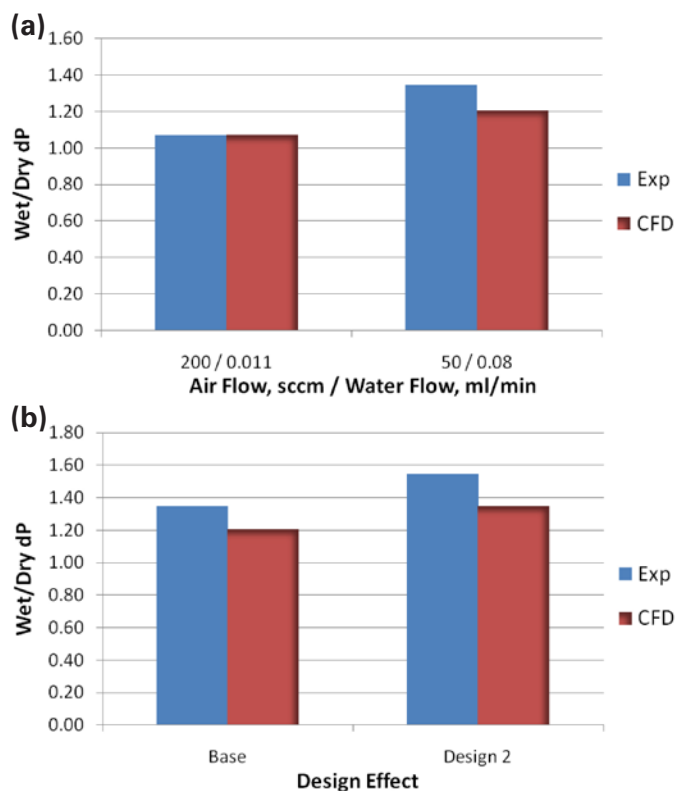 (a)
1.60
1.40
1.20
1.00
0.80
0.60
0.40
0.20
0.00
Wet/Dry dP
Exp
CFD
200 / 0.011
50 / 0.08
Air Flow, sccm / Water Flow, ml/min
(b)
1.80
1.60
1.40
1.20
1.00
0.80
0.60
0.40
0.20
0.00
Wet/Dry dP
Exp
CFD
Base
Design 2
Design Effect